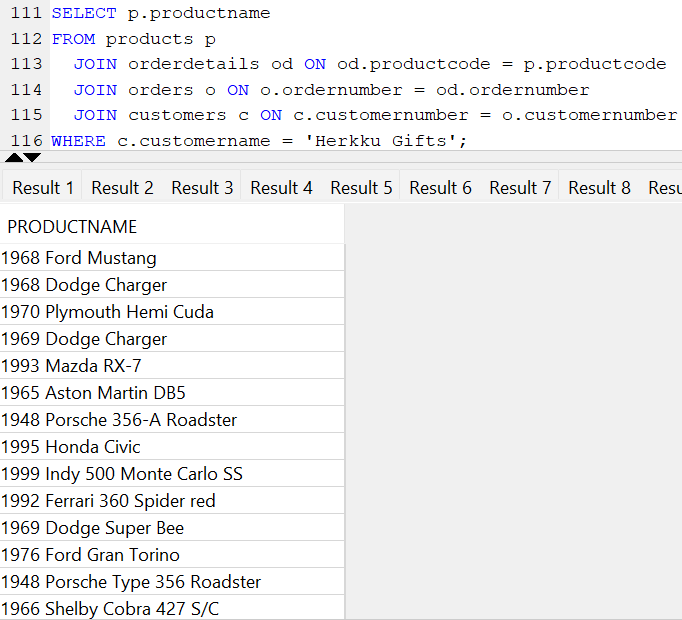 111 SELECT p.productname
112 FROM products p
113 JOIN orderdetails od ON od.productcode = p.productcode
114 JOIN orders o ON o.ordernumber = od.ordernumber
115 JOIN customers c ON c.customernumber = o.customernumber
116 WHERE c.customername = 'Herkku Gifts';
Result 1 Result 2 Result 3 Result 4 Result 5 Result 6 Result 7 Result 8 Resu
PRODUCTNAME
1968 Ford Mustang
1968 Dodge Charger
1970 Plymouth Hemi Cuda
1969 Dodge Charger
1993 Mazda RX-7
1965 Aston Martin DB5
1948 Porsche 356-A Roadster
1995 Honda Civic
1999 Indy 500 Monte Carlo SS
1992 Ferrari 360 Spider red
1969 Dodge Super Bee
1976 Ford Gran Torino
1948 Porsche Type 356 Roadster
1966 Shelby Cobra 427 S/C